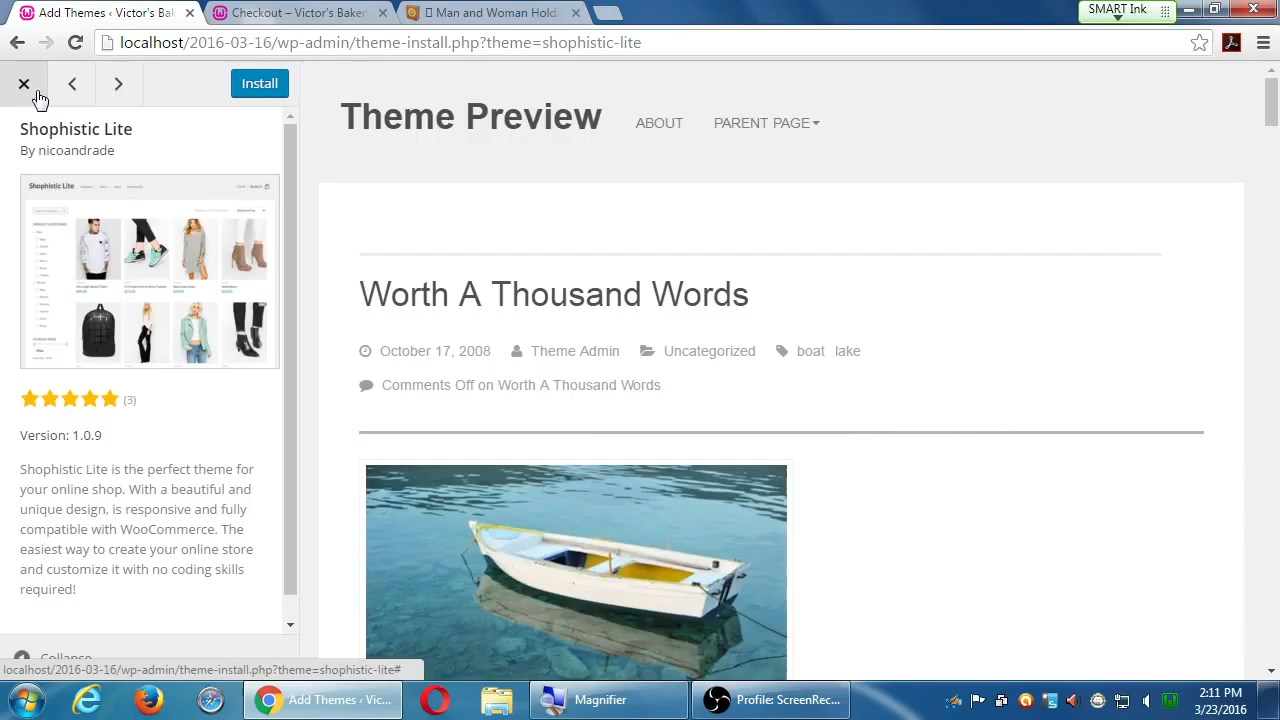 Add Themes ‹ Victor's Bak
Checkout – Victor's Baker
Man and Woman Holdi
SMART Ink
localhost/2016-03-16/wp-admin/theme-install.php?theme=shophistic-lite
Install
Shophistic Lite
By nicoandrade
Shophistic Lite
(3)
Version: 1.0.9
Shophistic Lite is the perfect theme for
your online shop. With a beautiful and
unique design, is responsive and fully
compatible with WooCommerce. The
easiest way to create your online store
and customize it with no coding skills
required!
Collapse
localhost/2016-03-16/wp-admin/theme-install.php?theme=shophistic-lite#
Theme Preview
ABOUT
PARENT PAGE
Worth A Thousand Words
October 17, 2008 Theme Admin Uncategorized boat lake
Comments Off on Worth A Thousand Words
Add Themes ‹ Vic...
Magnifier
Profile: ScreenRec...
2:11 PM
3/23/2016